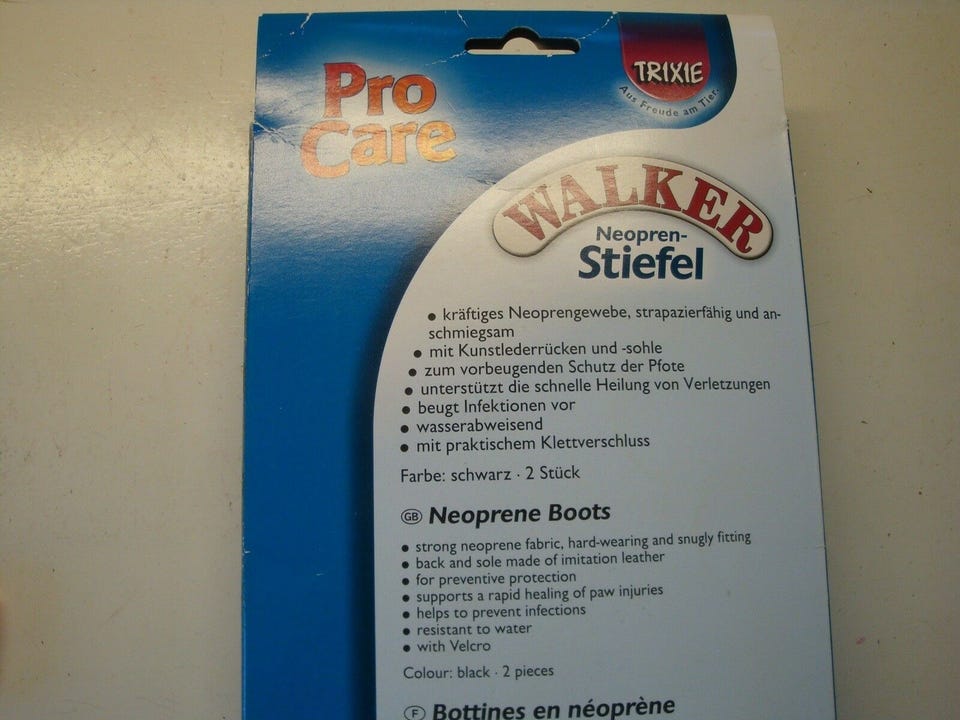 Pro
Care
TRIXIE
Aus Freude am Tier.
WALKER
Neopren-
Stiefel
• kräftiges Neoprengewebe, strapazierfähig und an-
schmiegsam
• mit Kunstlederrücken und -sohle
• zum vorbeugenden Schutz der Pfote
• unterstützt die schnelle Heilung von Verletzungen
• beugt Infektionen vor
• wasserabweisend
• mit praktischem Klettverschluss
Farbe: schwarz · 2 Stück
GB Neoprene Boots
• strong neoprene fabric, hard-wearing and snugly fitting
• back and sole made of imitation leather
• for preventive protection
• supports a rapid healing of paw injuries
• helps to prevent infections
• resistant to water
• with Velcro
Colour: black · 2 pieces
F Bottines en néoprène